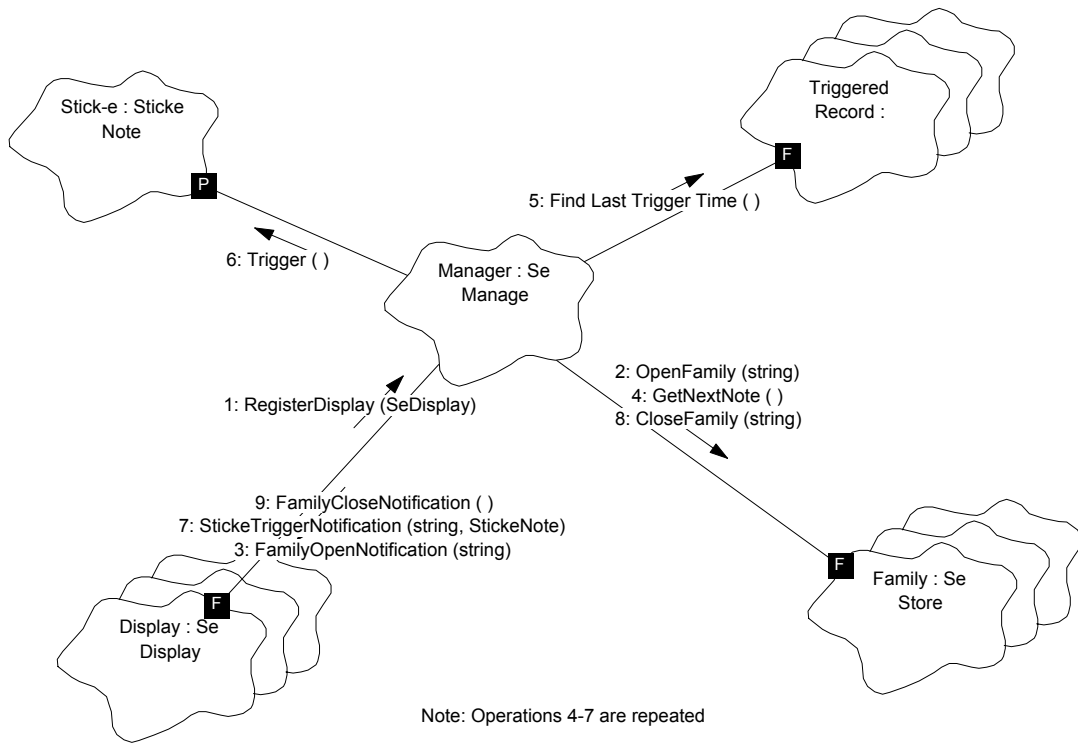 Stick-e : Sticke
Note
P
Triggered
Record :
F
5: Find Last Trigger Time ( )
6: Trigger ( )
Manager : Se
Manage
2: OpenFamily (string)
4: GetNextNote ( )
8: CloseFamily (string)
1: RegisterDisplay (SeDisplay)
9: FamilyCloseNotification ( )
7: StickeTriggerNotification (string, StickeNote)
3: FamilyOpenNotification (string)
F
Display : Se
Display
F
Family : Se
Store
Note: Operations 4-7 are repeated